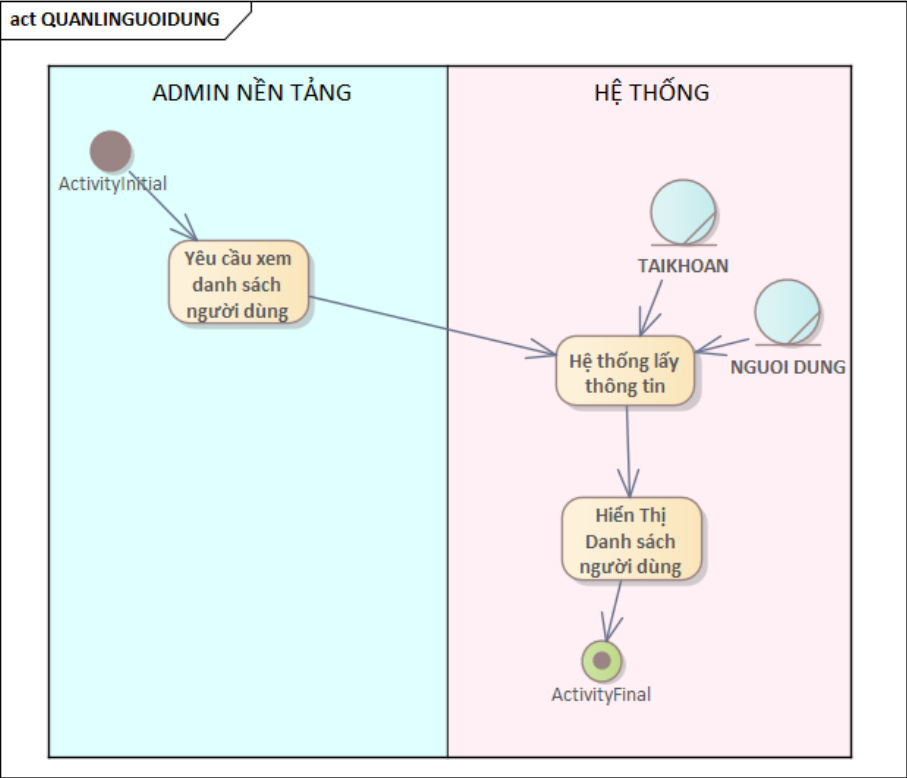 act QUANLINGUOIDUNG
ADMIN NỀN TẢNG
HỆ THỐNG
ActivityInitial
Yêu cầu xem
danh sách
người dùng
TAIKHOAN
NGUOI DUNG
Hệ thống lấy
thông tin
Hiển Thị
Danh sách
người dùng
ActivityFinal